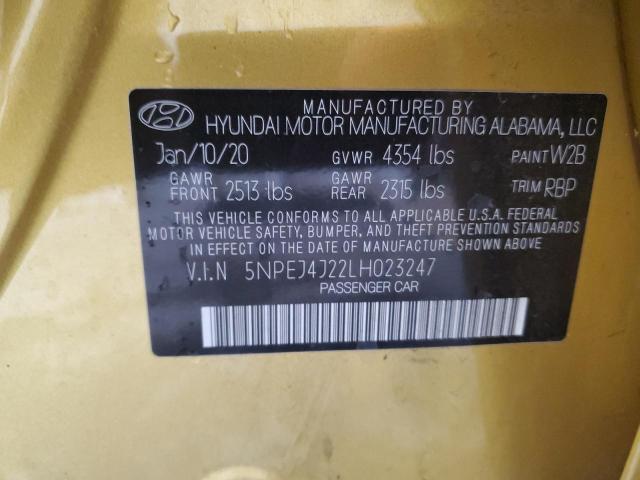 MANUFACTURED BY
HYUNDAI MOTOR MANUFACTURING ALABAMA, LLC
Jan/10/20 GVWR 4354 lbs PAINT W2B
GAWR FRONT 2513 lbs GAWR REAR 2315 lbs TRIM RBP
THIS VEHICLE CONFORMS TO ALL APPLICABLE U.S.A. FEDERAL
MOTOR VEHICLE SAFETY, BUMPER, AND THEFT PREVENTION STANDARDS
IN EFFECT ON THE DATE OF MANUFACTURE SHOWN ABOVE
V.I.N 5NPEJ4J22LH023247
PASSENGER CAR